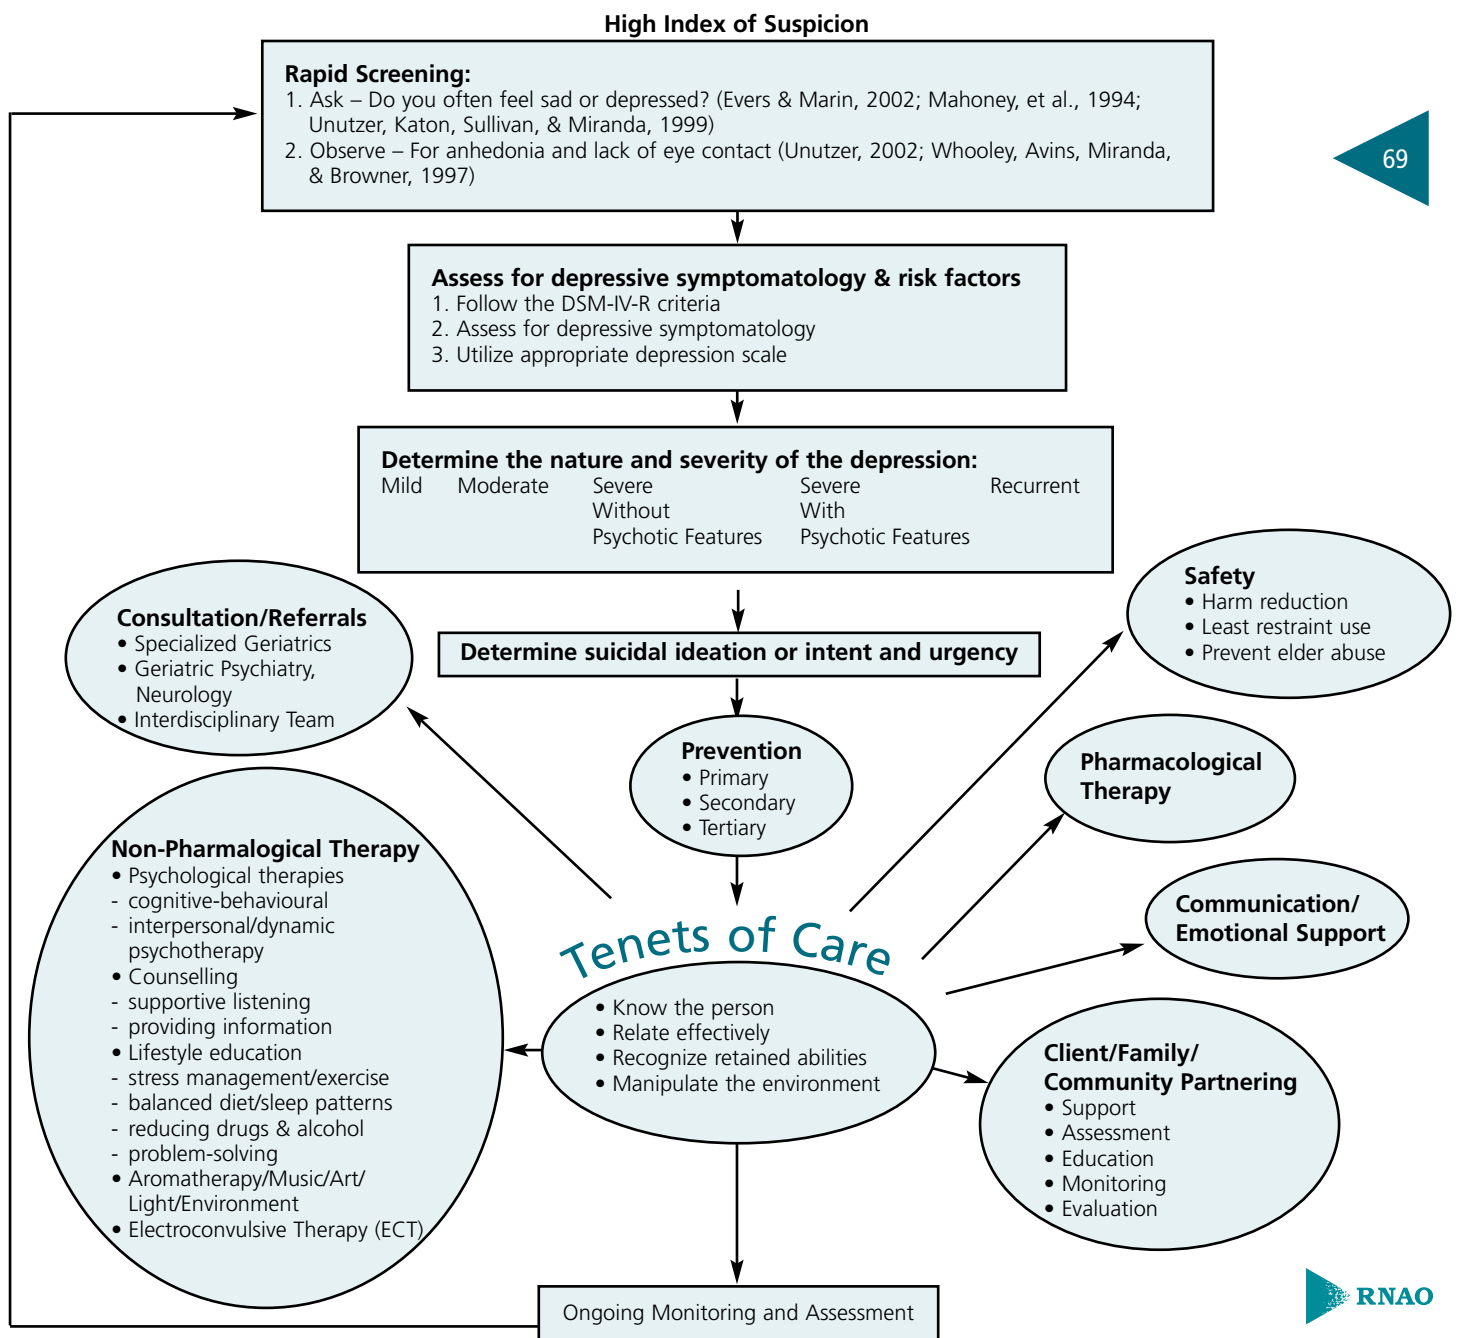 High Index of Suspicion
Rapid Screening:
1. Ask – Do you often feel sad or depressed? (Evers & Marin, 2002; Mahoney, et al., 1994;
Unutzer, Katon, Sullivan, & Miranda, 1999)
2. Observe – For anhedonia and lack of eye contact (Unutzer, 2002; Whooley, Avins, Miranda,
& Browner, 1997)
69
Assess for depressive symptomatology & risk factors
1. Follow the DSM-IV-R criteria
2. Assess for depressive symptomatology
3. Utilize appropriate depression scale
Determine the nature and severity of the depression:
Mild Moderate Severe Severe Recurrent
Without With
Psychotic Features Psychotic Features
Determine suicidal ideation or intent and urgency
Consultation/Referrals
• Specialized Geriatrics
• Geriatric Psychiatry,
Neurology
• Interdisciplinary Team
Safety
• Harm reduction
• Least restraint use
• Prevent elder abuse
Prevention
• Primary
• Secondary
• Tertiary
Pharmacological
Therapy
Non-Pharmalogical Therapy
• Psychological therapies
- cognitive-behavioural
- interpersonal/dynamic
psychotherapy
• Counselling
- supportive listening
- providing information
• Lifestyle education
- stress management/exercise
- balanced diet/sleep patterns
- reducing drugs & alcohol
- problem-solving
• Aromatherapy/Music/Art/
Light/Environment
• Electroconvulsive Therapy (ECT)
Communication/
Emotional Support
Tenets of Care
• Know the person
• Relate effectively
• Recognize retained abilities
• Manipulate the environment
Client/Family/
Community Partnering
• Support
• Assessment
• Education
• Monitoring
• Evaluation
Ongoing Monitoring and Assessment
RNAO